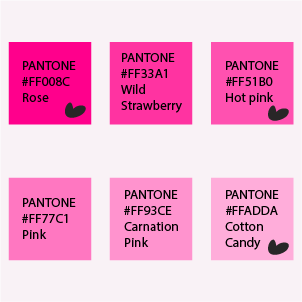 PANTONE
#FF008C
Rose
PANTONE
#FF33A1
Wild
Strawberry
PANTONE
#FF51B0
Hot pink
PANTONE
#FF77C1
Pink
PANTONE
#FF93CE
Carnation
Pink
PANTONE
#FFADDA
Cotton
Candy